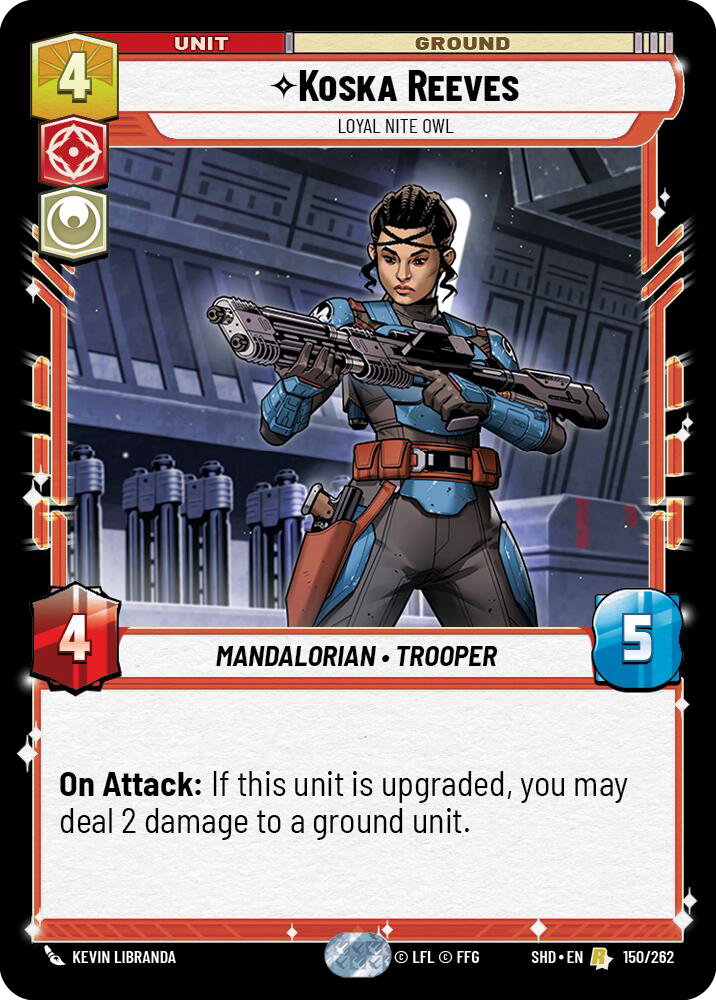 UNIT
GROUND
4
KOSKA REEVES
LOYAL NITE OWL
4
MANDALORIAN • TROOPER
5
On Attack: If this unit is upgraded, you may
deal 2 damage to a ground unit.
KEVIN LIBRANDA
© LFL © FFG
SHD • EN R 150/262